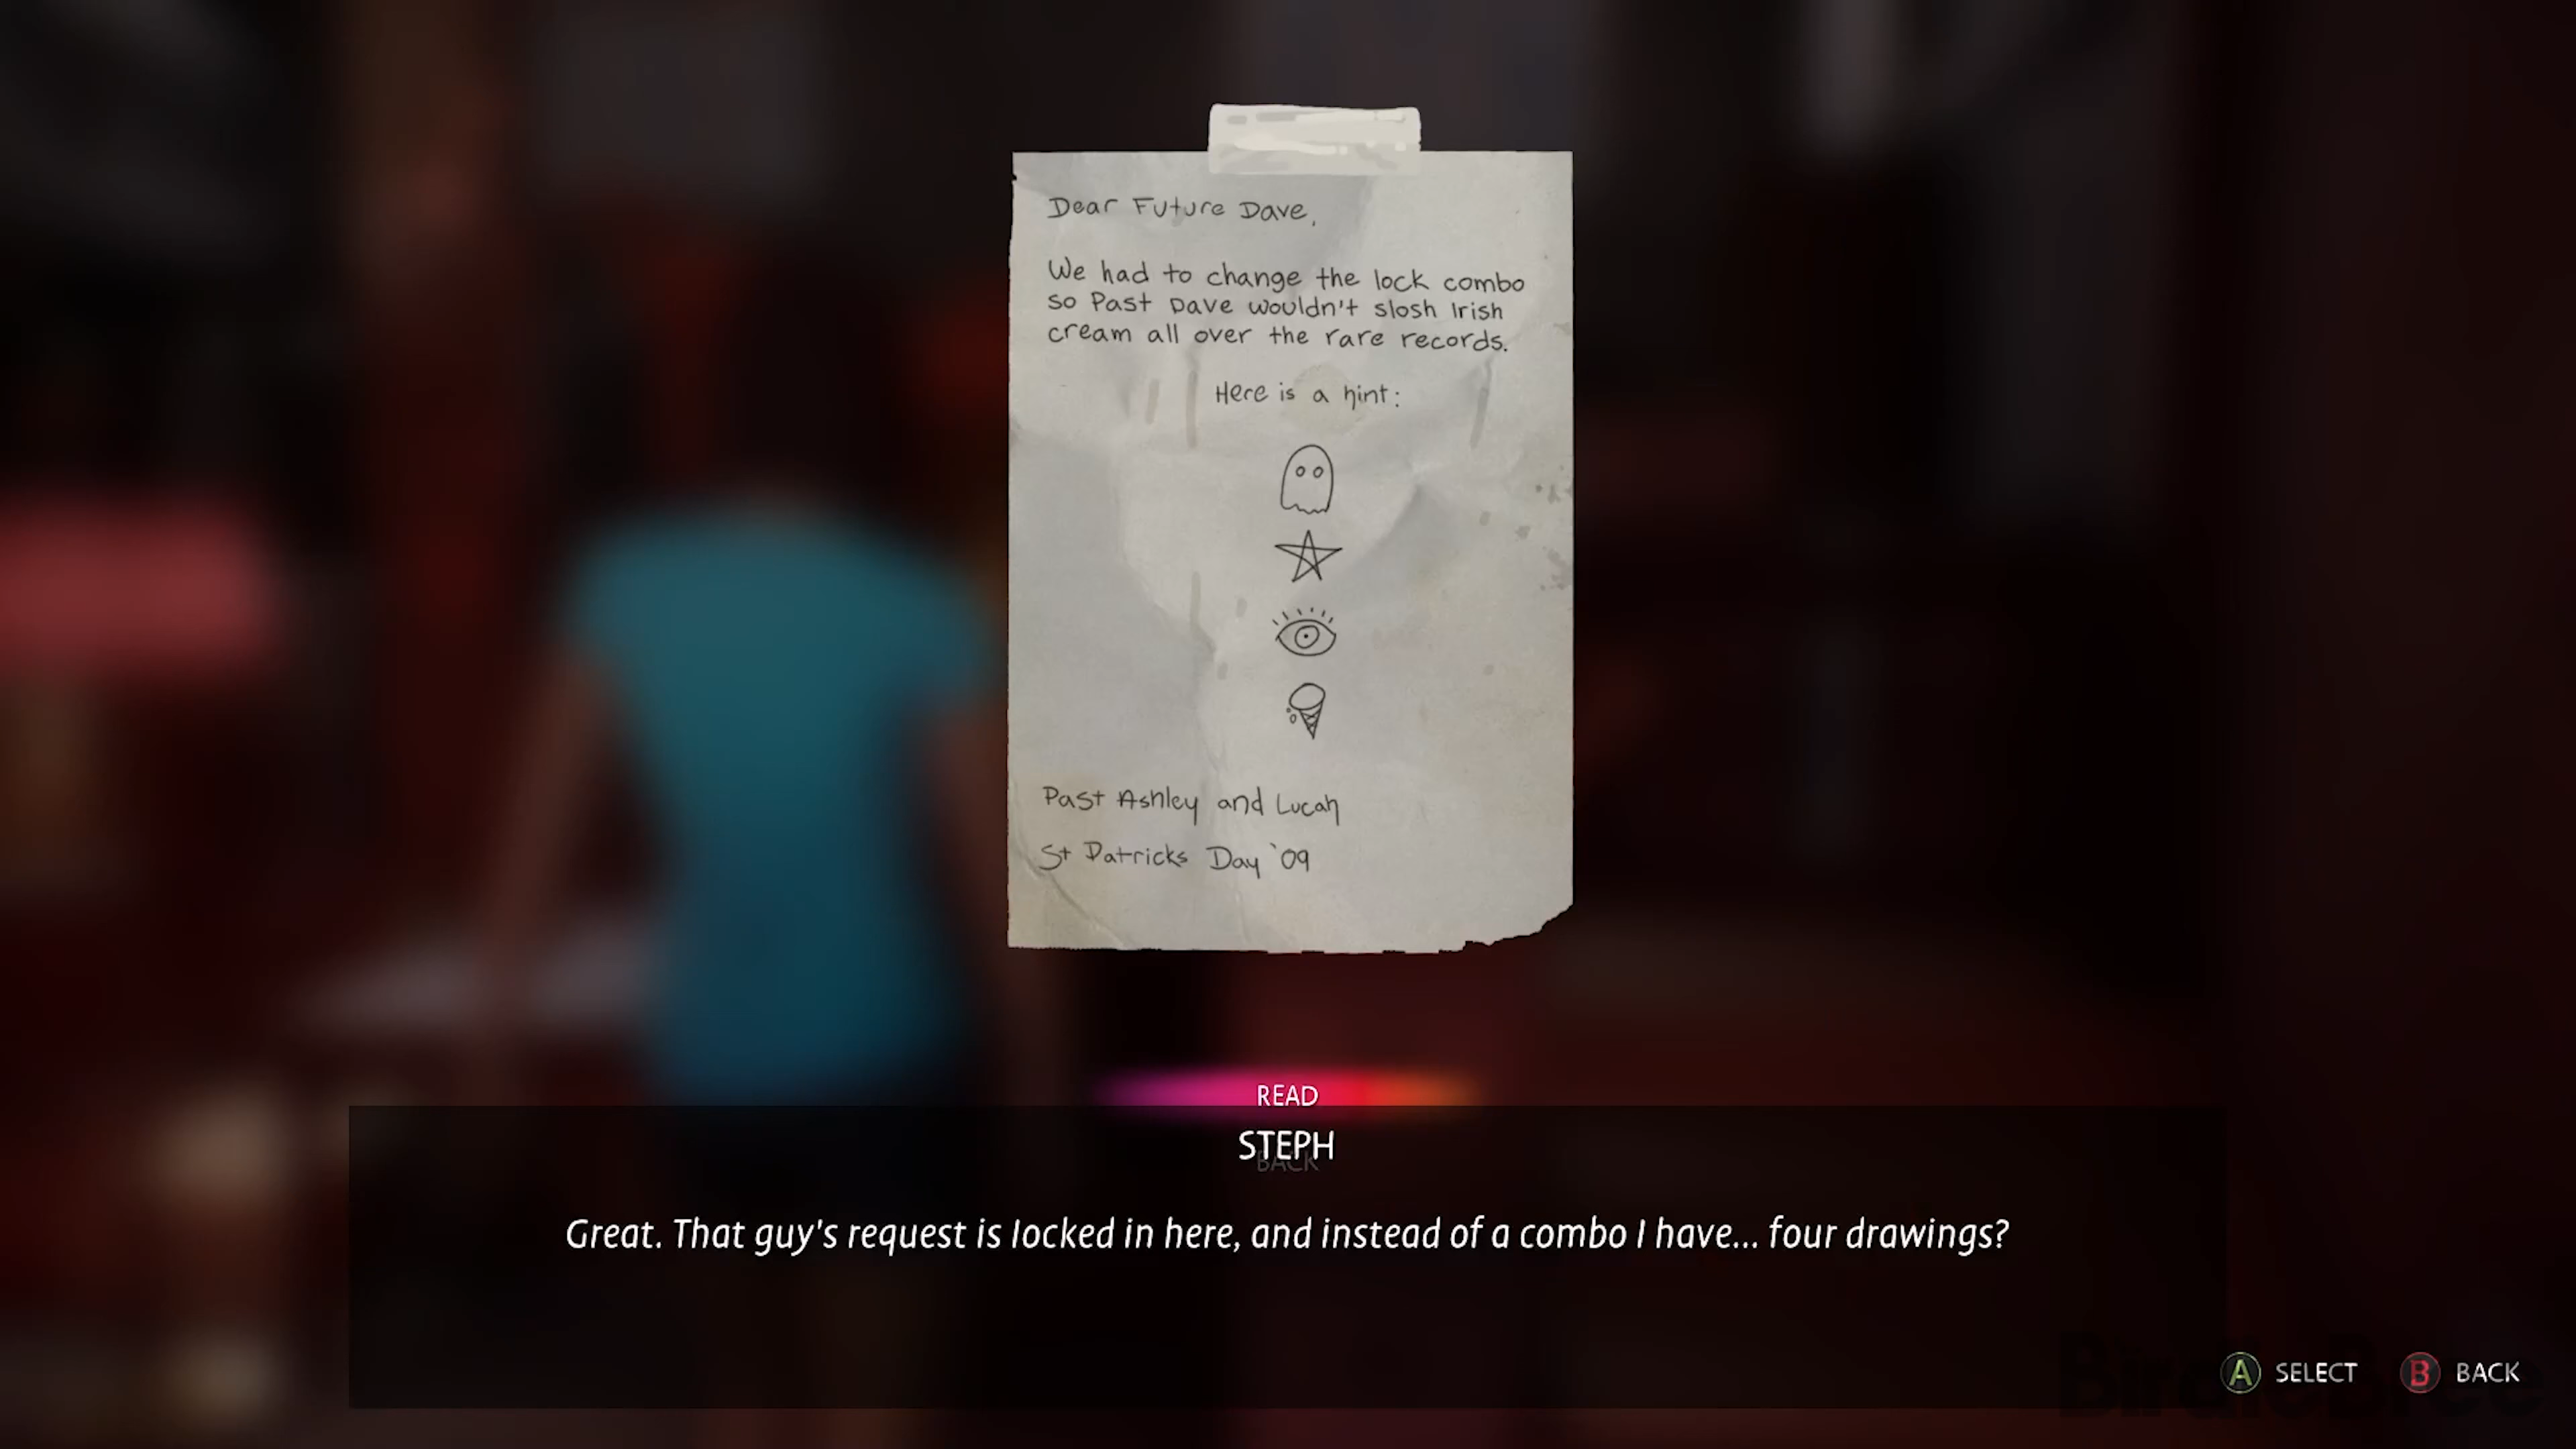 Dear Future Dave,
We had to change the lock combo
so Past Dave wouldn't slosh Irish
cream all over the rare records.
Here is a hint:
Past Ashley and Lucah
St Patricks Day '09
READ
STEPH
BACK
Great. That guy's request is locked in here, and instead of a combo I have... four drawings?
A SELECT B BACK